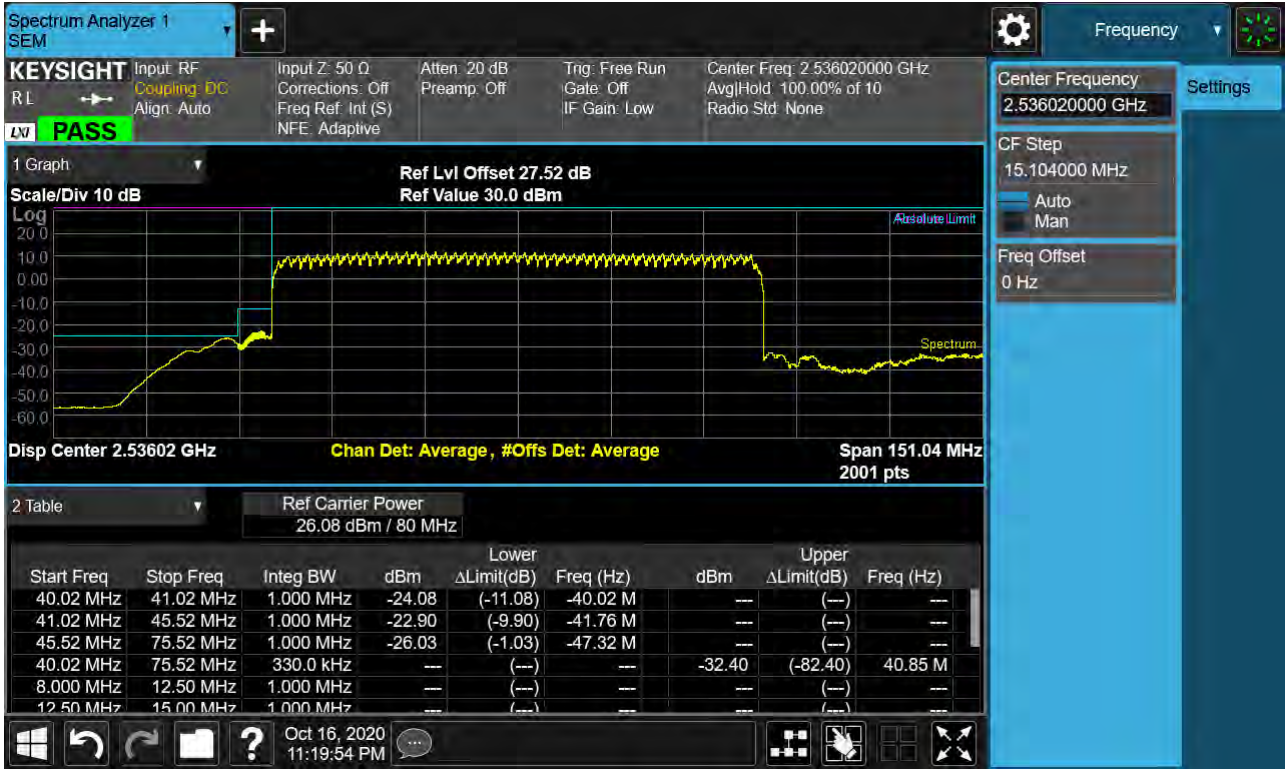 Spectrum Analyzer 1
SEM
+
Frequency
KEYSIGHT
Input: RF
Coupling: DC
Align: Auto
Input Z: 50 Ω
Corrections: Off
Freq Ref: Int (S)
NFE: Adaptive
Atten: 20 dB
Preamp: Off
Trig: Free Run
Gate: Off
IF Gain: Low
Center Freq: 2.536020000 GHz
Avg|Hold: 100.00% of 10
Radio Std: None
R L
LXI PASS
Center Frequency
2.536020000 GHz
Settings
CF Step
15.104000 MHz
Auto
Man
Freq Offset
0 Hz
1 Graph
Ref Lvl Offset 27.52 dB
Scale/Div 10 dB
Ref Value 30.0 dBm
Log
Absolute Limit
20.0
10.0
0.00
-10.0
-20.0
-30.0
-40.0
-50.0
-60.0
Spectrum
Disp Center 2.53602 GHz
Chan Det: Average, #Offs Det: Average
Span 151.04 MHz
2001 pts
2 Table
Ref Carrier Power
26.08 dBm / 80 MHz
Lower Upper
Start Freq Stop Freq Integ BW dBm ΔLimit(dB) Freq (Hz) dBm ΔLimit(dB) Freq (Hz)
40.02 MHz 41.02 MHz 1.000 MHz -24.08 (-11.08) -40.02 M --- (---) ---
41.02 MHz 45.52 MHz 1.000 MHz -22.90 (-9.90) -41.76 M --- (---) ---
45.52 MHz 75.52 MHz 1.000 MHz -26.03 (-1.03) -47.32 M --- (---) ---
40.02 MHz 75.52 MHz 330.0 kHz --- (---) --- -32.40 (-82.40) 40.85 M
8.000 MHz 12.50 MHz 1.000 MHz --- (---) --- --- (---) ---
12.50 MHz 15.00 MHz 1.000 MHz --- (---) --- --- (---) ---
?
Oct 16, 2020
11:19:54 PM